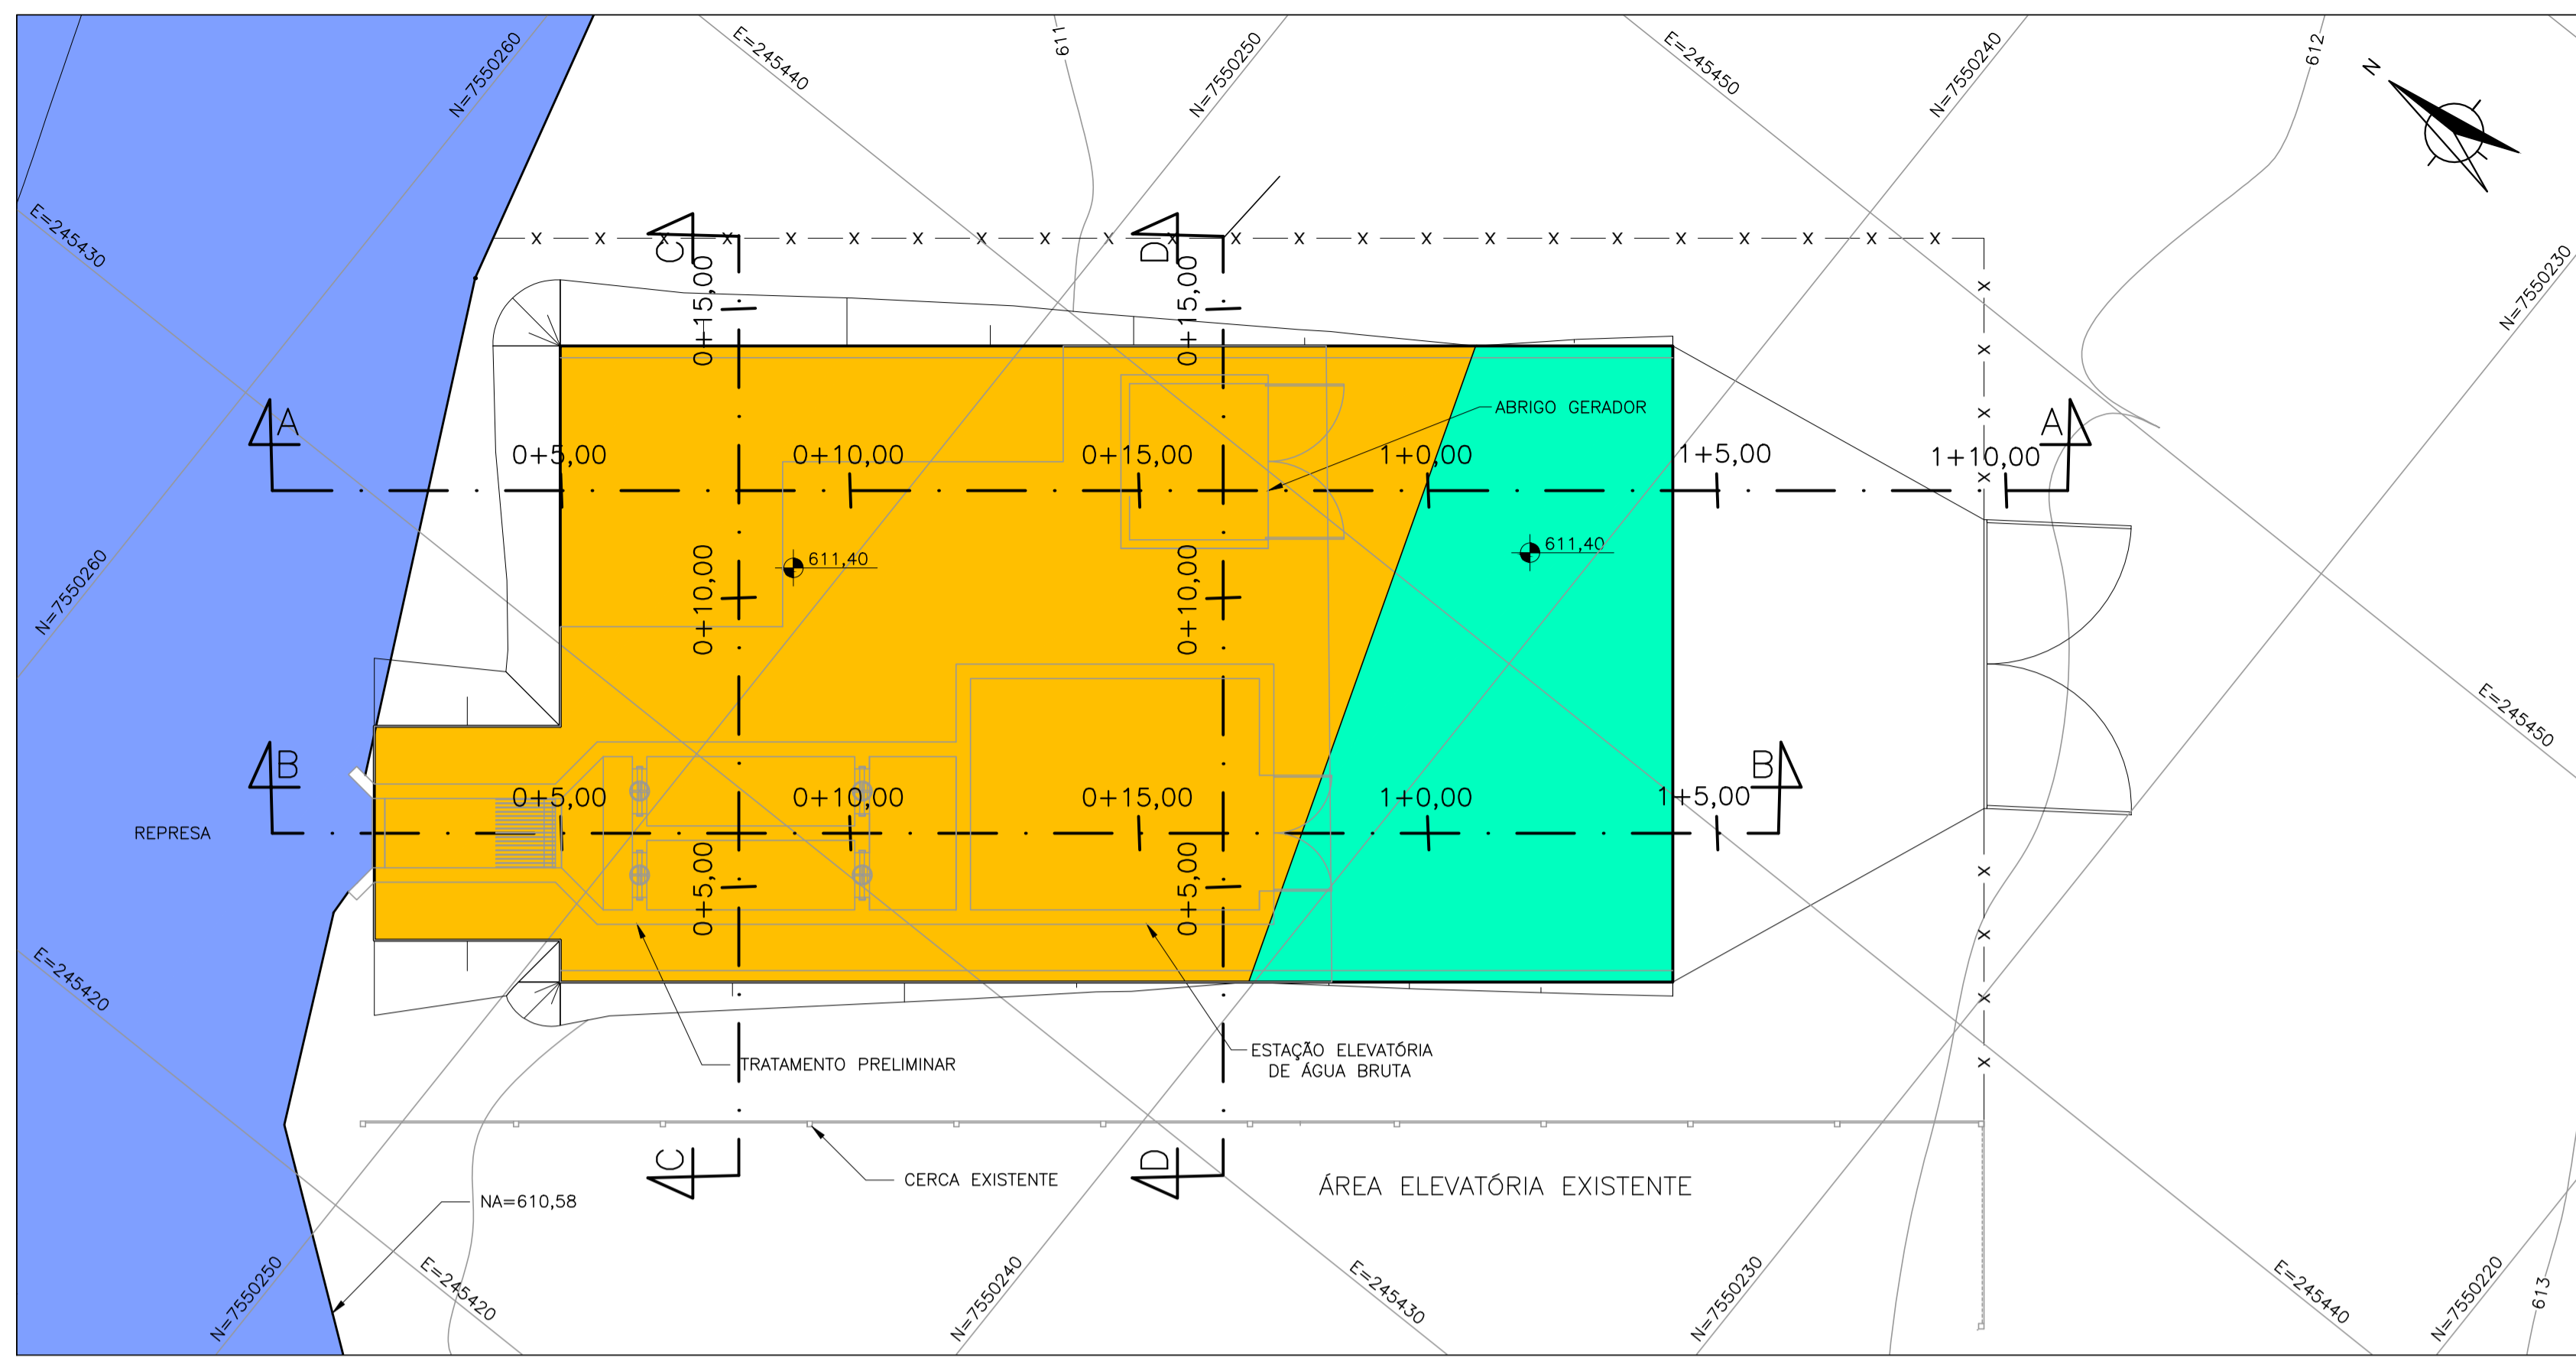 N=7550260
E=245440
611
N=7550250
E=245450
N=7550240
612
N
E=245430
N=7550230
C
D
0+15,00
0+15,00
A
A
ABRIGO GERADOR
0+5,00
0+10,00
0+15,00
1+0,00
1+5,00
1+10,00
N=7550260
0+10,00
0+10,00
611,40
611,40
E=245450
B
B
0+5,00
0+10,00
0+15,00
1+0,00
1+5,00
REPRESA
0+5,00
0+5,00
E=245420
TRATAMENTO PRELIMINAR
ESTAÇÃO ELEVATÓRIA
DE ÁGUA BRUTA
C
D
CERCA EXISTENTE
ÁREA ELEVATÓRIA EXISTENTE
NA=610,58
N=7550250
E=245420
N=7550240
E=245430
N=7550230
E=245440
N=7550220
613